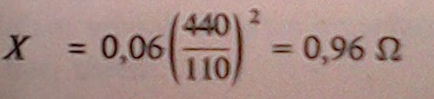 X = 0,06(440/110)² = 0,96 Ω